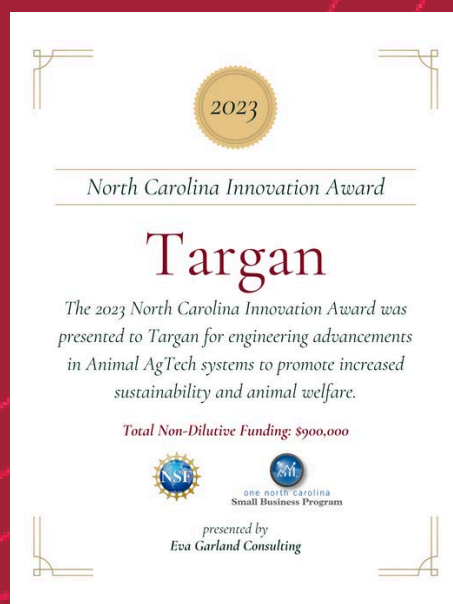 2023
North Carolina Innovation Award
Targan
The 2023 North Carolina Innovation Award was
presented to Targan for engineering advancements
in Animal AgTech systems to promote increased
sustainability and animal welfare.
Total Non-Dilutive Funding: $900,000
NSF
one north carolina
Small Business Program
presented by
Eva Garland Consulting